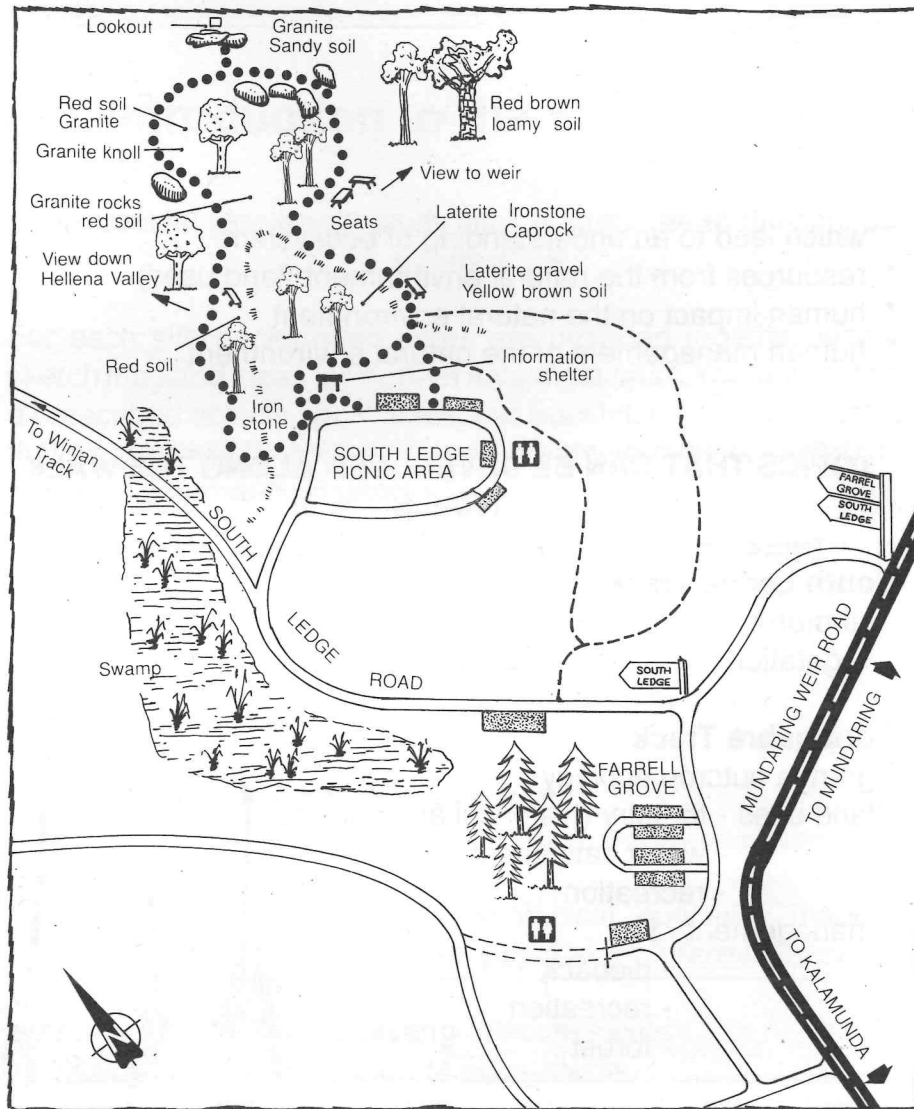 Lookout
Granite
Sandy soil
Red soil
Granite
Granite knoll
Red brown
loamy soil
View to weir
Granite rocks
red soil
Seats
Laterite Ironstone
Caprock
View down
Hellena Valley
Laterite gravel
Yellow brown soil
Red soil
Information
shelter
Iron
stone
To Winjan
Track
SOUTH LEDGE
PICNIC AREA
FARREL
GROVE
SOUTH
LEDGE
SOUTH
LEDGE
ROAD
Swamp
SOUTH
LEDGE
MUNDARING WEIR ROAD
TO MUNDARING
FARRELL
GROVE
TO KALAMUNDA
N